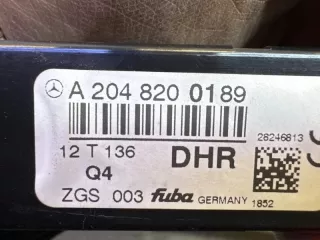 A 204 820 0189
28246813
12 T 136 DHR
Q4
ZGS 003 fuba GERMANY 1852